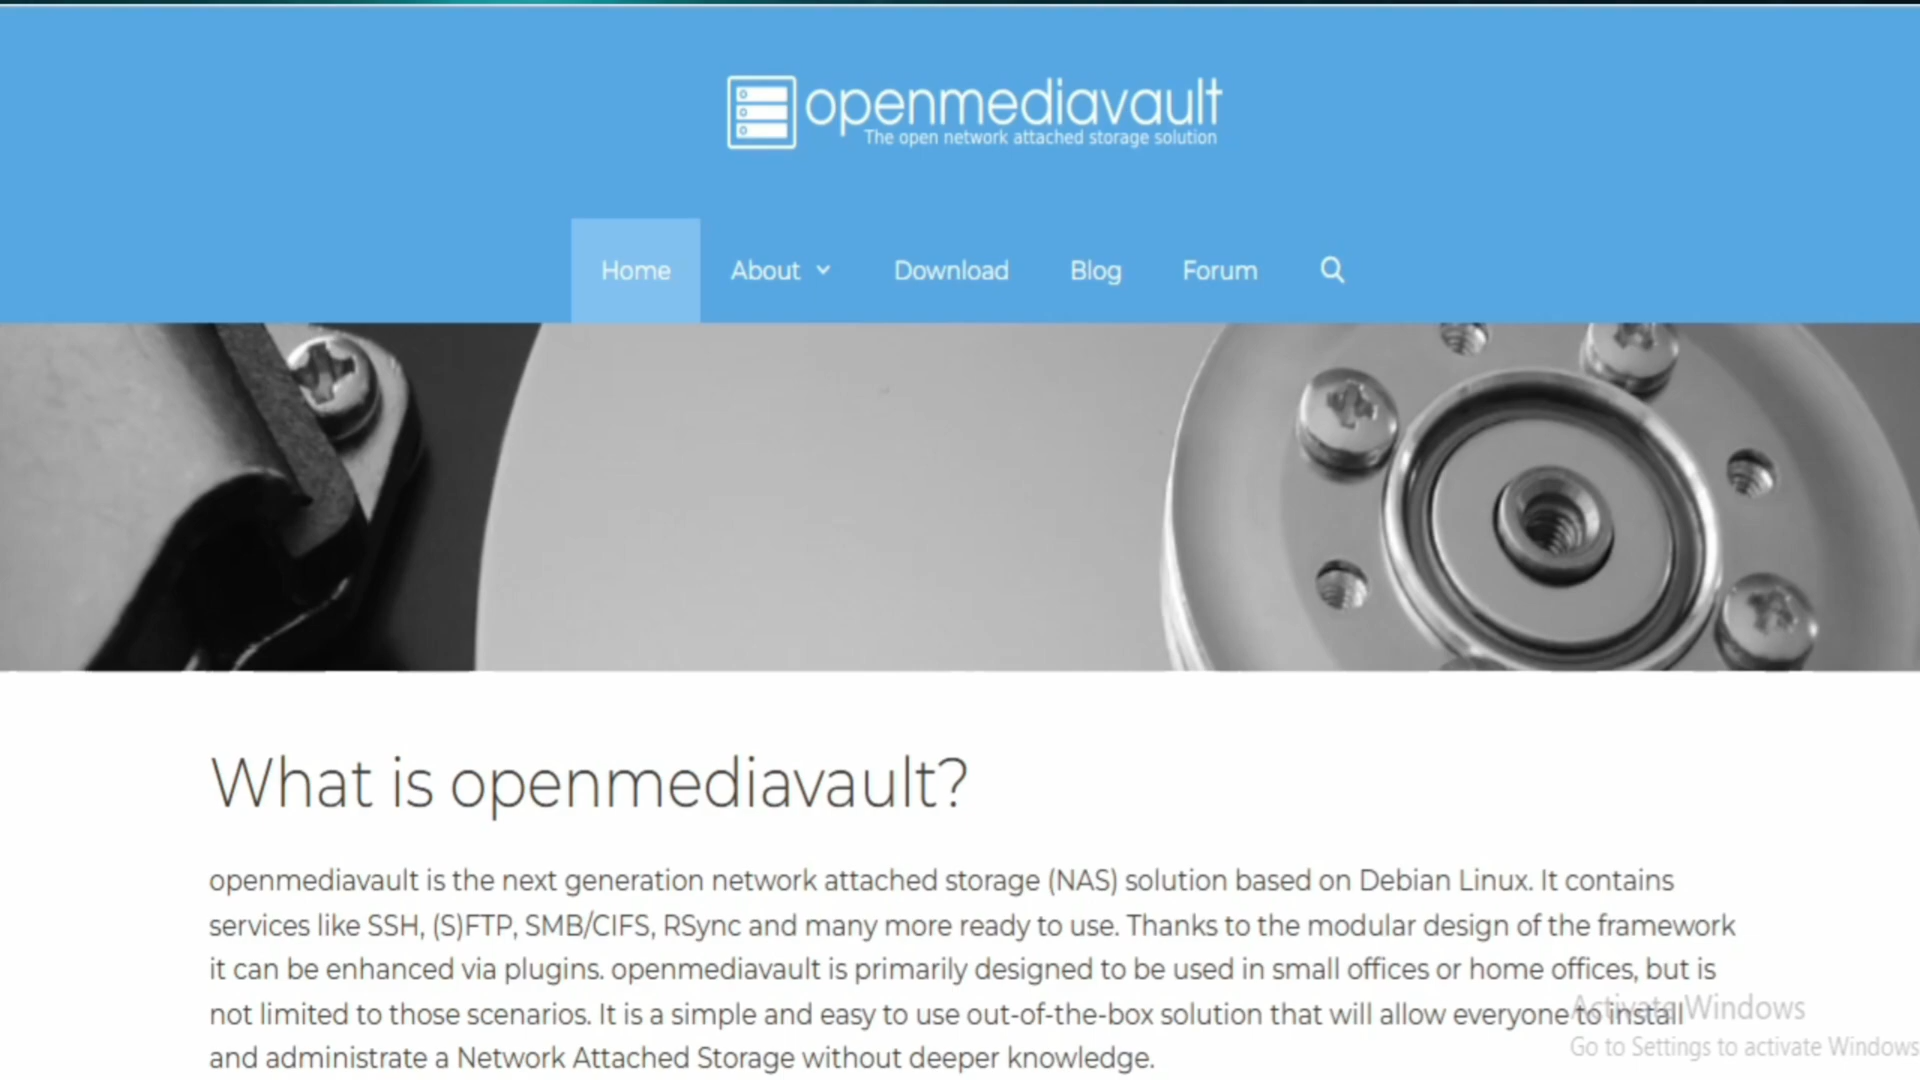 openmediavault
The open network attached storage solution
Home About Download Blog Forum
What is openmediavault?
openmediavault is the next generation network attached storage (NAS) solution based on Debian Linux. It contains
services like SSH, (S)FTP, SMB/CIFS, RSync and many more ready to use. Thanks to the modular design of the framework
it can be enhanced via plugins. openmediavault is primarily designed to be used in small offices or home offices, but is
not limited to those scenarios. It is a simple and easy to use out-of-the-box solution that will allow everyone to install
Activate Windows
and administrate a Network Attached Storage without deeper knowledge.
Go to Settings to activate Windows